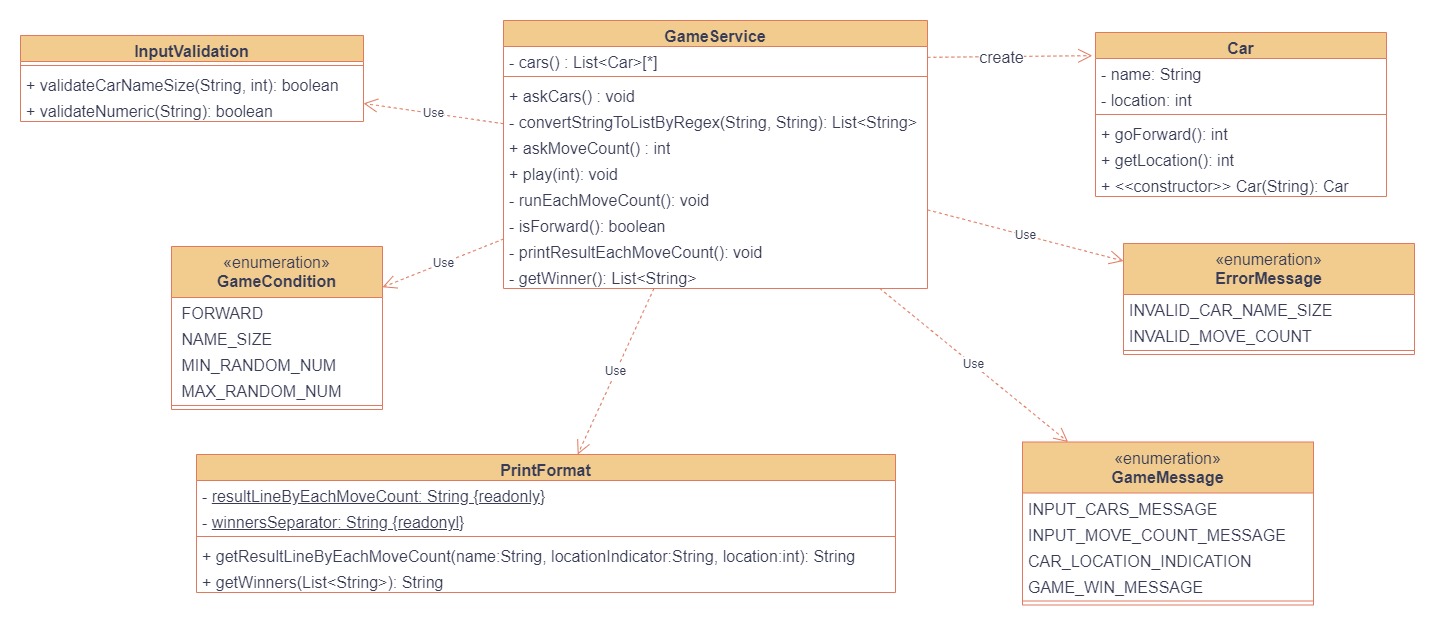 InputValidation
+ validateCarNameSize(String, int): boolean
+ validateNumeric(String): boolean
GameService
- cars() : List<Car>[*]
+ askCars() : void
- convertStringToListByRegex(String, String): List<String>
+ askMoveCount() : int
+ play(int): void
- runEachMoveCount(): void
- isForward(): boolean
- printResultEachMoveCount(): void
- getWinner(): List<String>
create
Car
- name: String
- location: int
+ goForward(): int
+ getLocation(): int
+ <<constructor>> Car(String): Car
Use
Use
Use
Use
Use
«enumeration»
GameCondition
FORWARD
NAME_SIZE
MIN_RANDOM_NUM
MAX_RANDOM_NUM
«enumeration»
ErrorMessage
INVALID_CAR_NAME_SIZE
INVALID_MOVE_COUNT
PrintFormat
- resultLineByEachMoveCount: String {readonly}
- winnersSeparator: String {readonyl}
+ getResultLineByEachMoveCount(name:String, locationIndicator:String, location:int): String
+ getWinners(List<String>): String
«enumeration»
GameMessage
INPUT_CARS_MESSAGE
INPUT_MOVE_COUNT_MESSAGE
CAR_LOCATION_INDICATION
GAME_WIN_MESSAGE